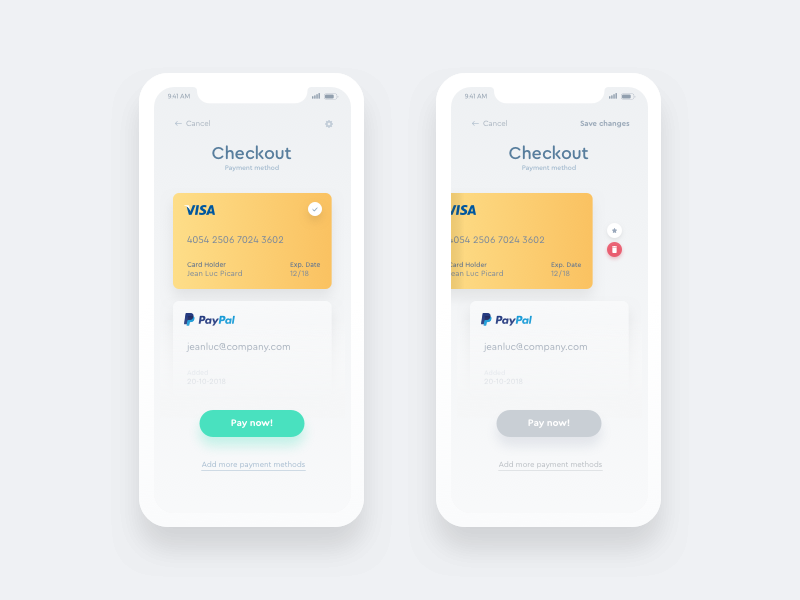 9:41 AM
Cancel
Checkout
Payment method
VISA
4054 2506 7024 3602
Card Holder Exp. Date
Jean Luc Picard 12/18
PayPal
jeanluc@company.com
Added
20-10-2018
Pay now!
Add more payment methods
9:41 AM
Cancel Save changes
Checkout
Payment method
VISA
4054 2506 7024 3602
Card Holder Exp. Date
Jean Luc Picard 12/18
PayPal
jeanluc@company.com
Added
20-10-2018
Pay now!
Add more payment methods